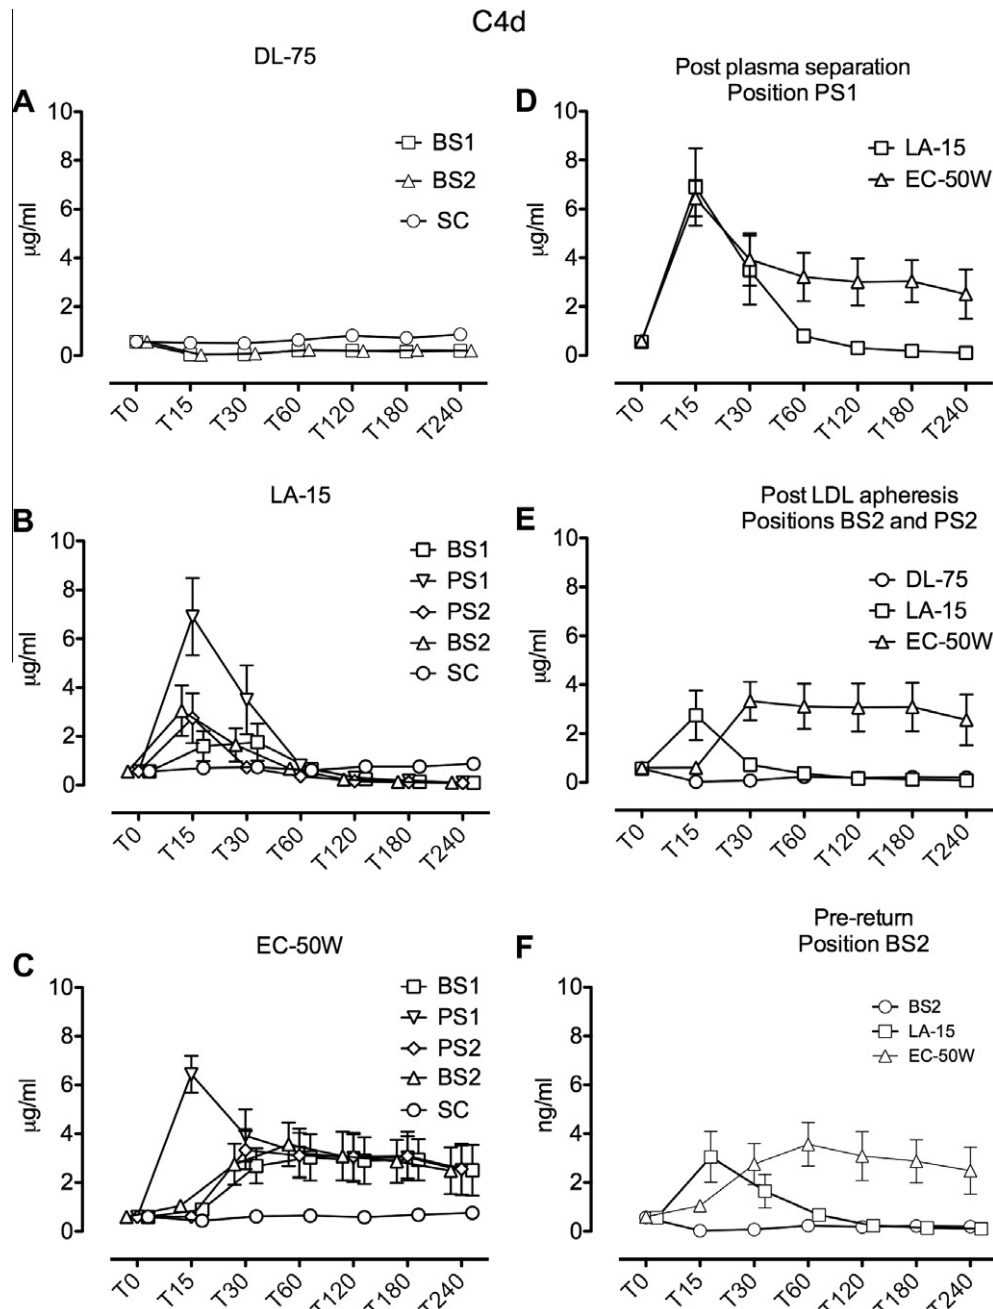 C4d
DL-75
A
10
8
6
4
2
0
µg/ml
BS1
BS2
SC
T0
T15
T30
T60
T120
T180
T240
Post plasma separation
Position PS1
D
10
8
6
4
2
0
µg/ml
LA-15
EC-50W
T0
T15
T30
T60
T120
T180
T240
LA-15
B
10
8
6
4
2
0
µg/ml
BS1
PS1
PS2
BS2
SC
T0
T15
T30
T60
T120
T180
T240
Post LDL apheresis
Positions BS2 and PS2
E
10
8
6
4
2
0
µg/ml
DL-75
LA-15
EC-50W
T0
T15
T30
T60
T120
T180
T240
EC-50W
C
10
8
6
4
2
0
µg/ml
BS1
PS1
PS2
BS2
SC
T0
T15
T30
T60
T120
T180
T240
Pre-return
Position BS2
F
10
8
6
4
2
0
ng/ml
BS2
LA-15
EC-50W
T0
T15
T30
T60
T120
T180
T240